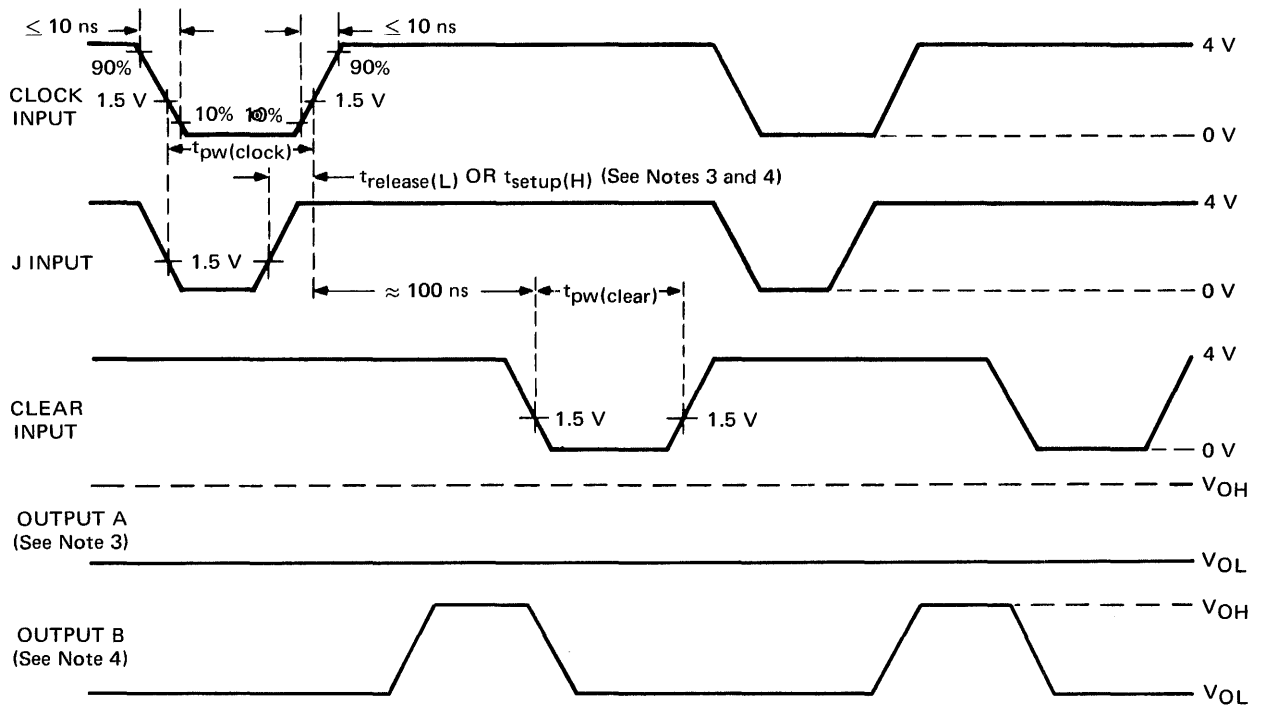 ≤ 10 ns ≤ 10 ns
4 V
90% 90%
CLOCK INPUT
1.5 V 1.5 V
10% 10%
0 V
tpw(clock)
trelease(L) OR tsetup(H) (See Notes 3 and 4)
4 V
J INPUT
1.5 V
≈ 100 ns
tpw(clear)
0 V
4 V
CLEAR INPUT
1.5 V 1.5 V
0 V
VOH
OUTPUT A
(See Note 3)
VOL
VOH
OUTPUT B
(See Note 4)
VOL